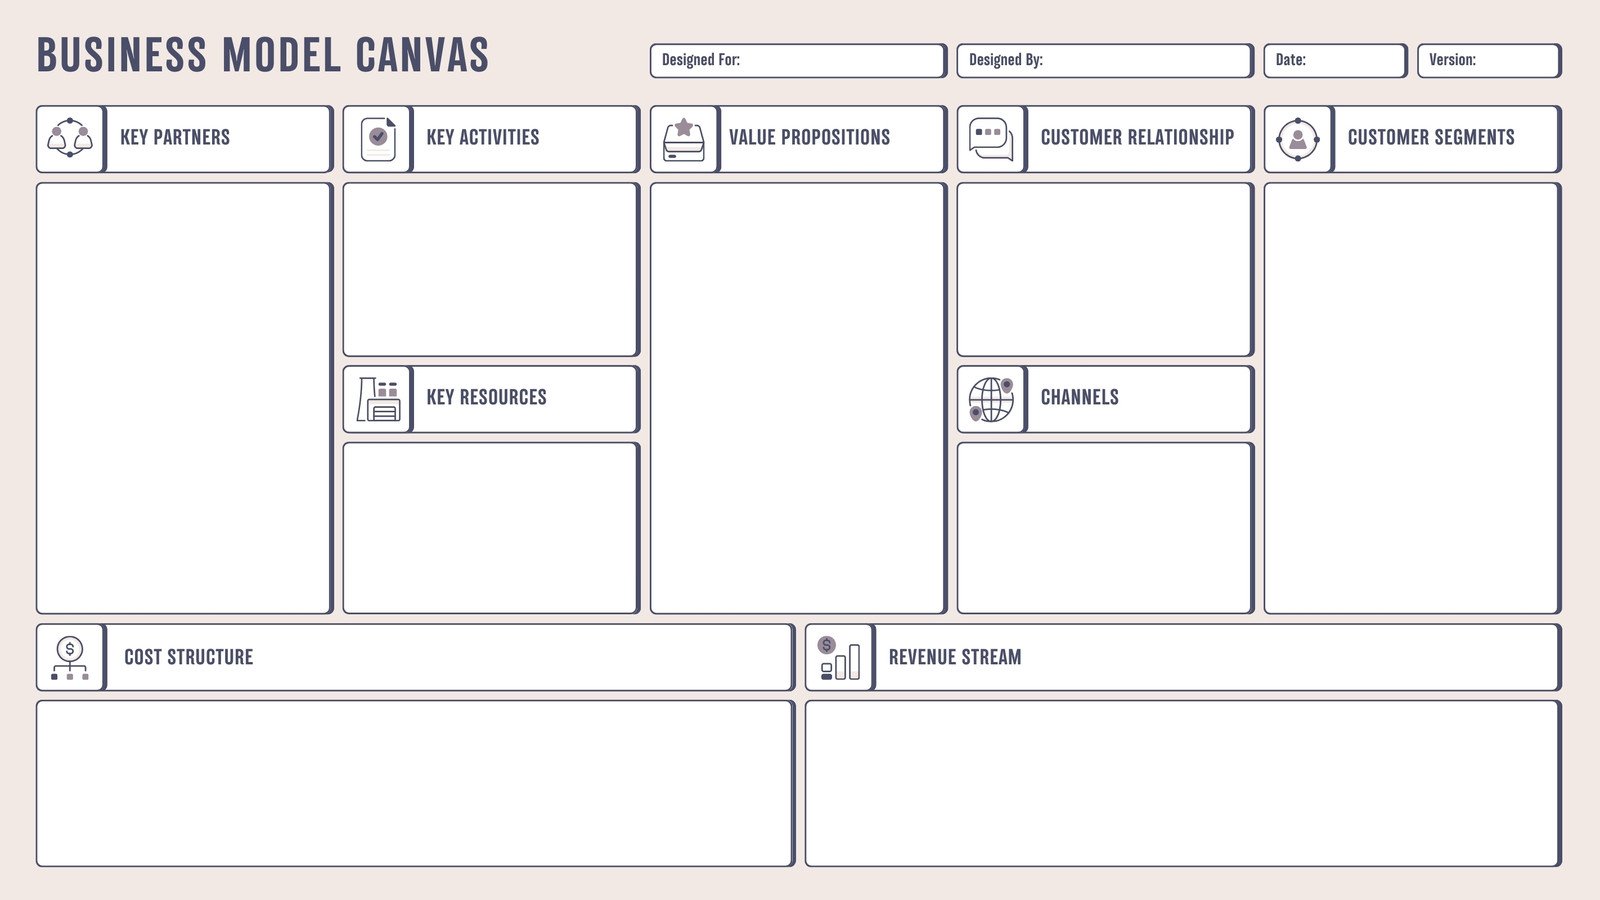 BUSINESS MODEL CANVAS
Designed For:
Designed By:
Date:
Version:
KEY PARTNERS
KEY ACTIVITIES
VALUE PROPOSITIONS
CUSTOMER RELATIONSHIP
CUSTOMER SEGMENTS
KEY RESOURCES
CHANNELS
$
COST STRUCTURE
$
REVENUE STREAM